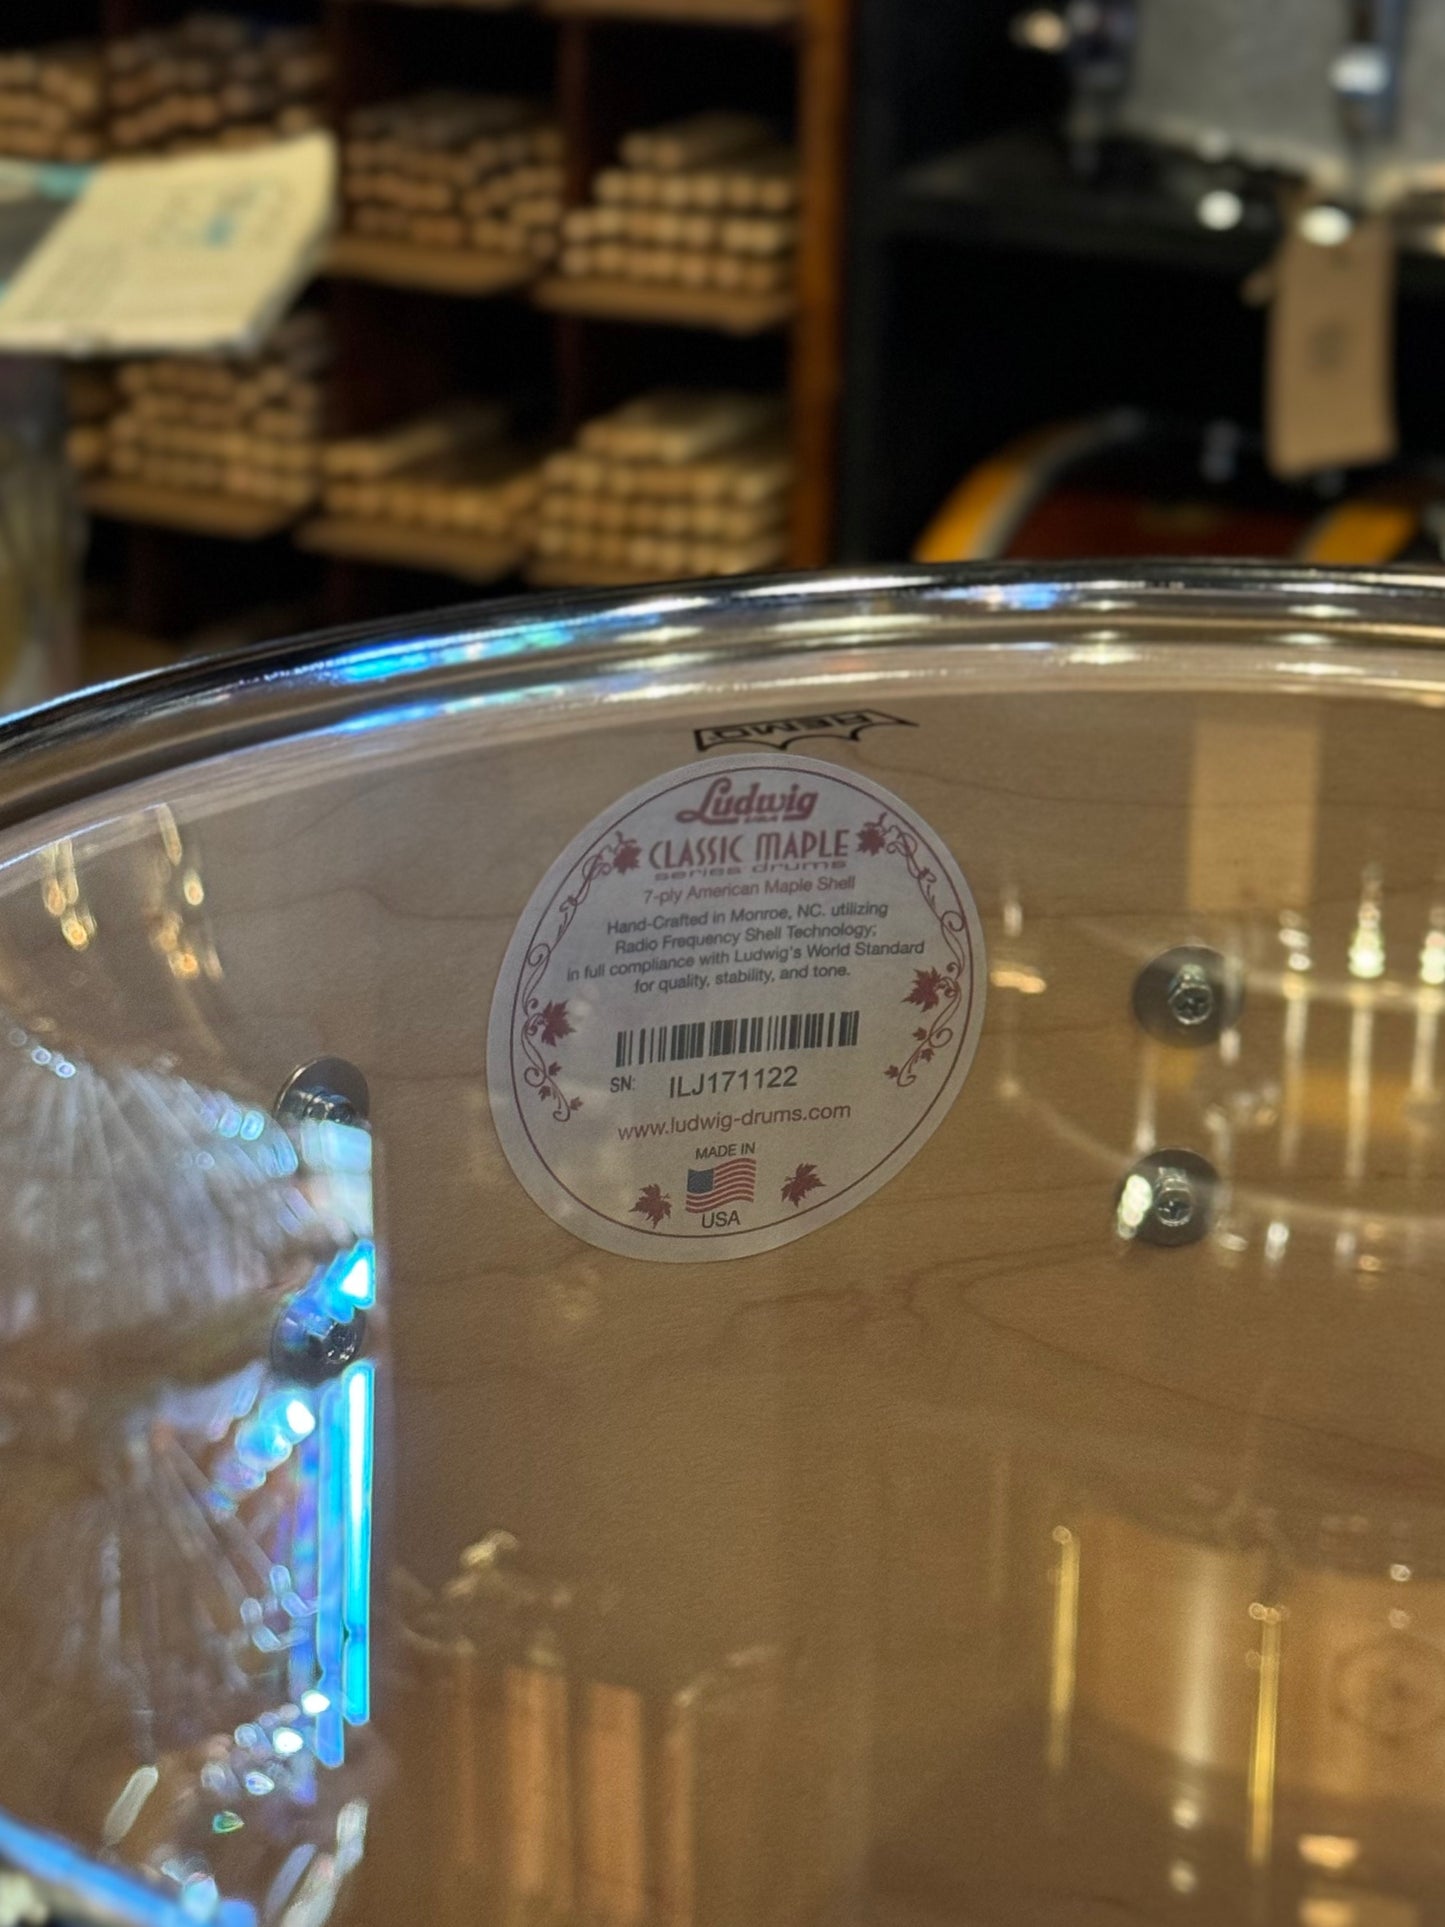 REMO
Ludwig
USA
CLASSIC MAPLE
series drums
7-ply American Maple Shell
Hand-Crafted in Monroe, NC. utilizing
Radio Frequency Shell Technology;
in full compliance with Ludwig's World Standard
for quality, stability, and tone.
SN: ILJ171122
www.ludwig-drums.com
MADE IN
USA